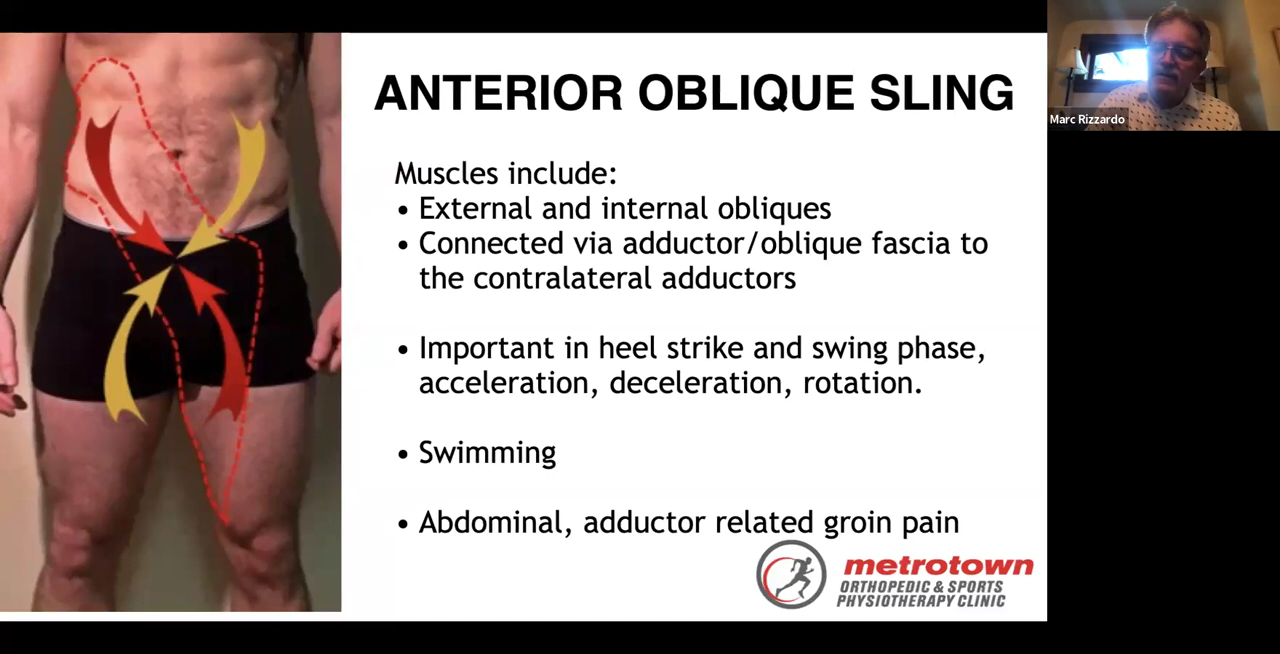 ANTERIOR OBLIQUE SLING
Marc Rizzardo
Muscles include:
• External and internal obliques
• Connected via adductor/oblique fascia to
the contralateral adductors
• Important in heel strike and swing phase,
acceleration, deceleration, rotation.
• Swimming
• Abdominal, adductor related groin pain
metrotown
ORTHOPEDIC & SPORTS
PHYSIOTHERAPY CLINIC